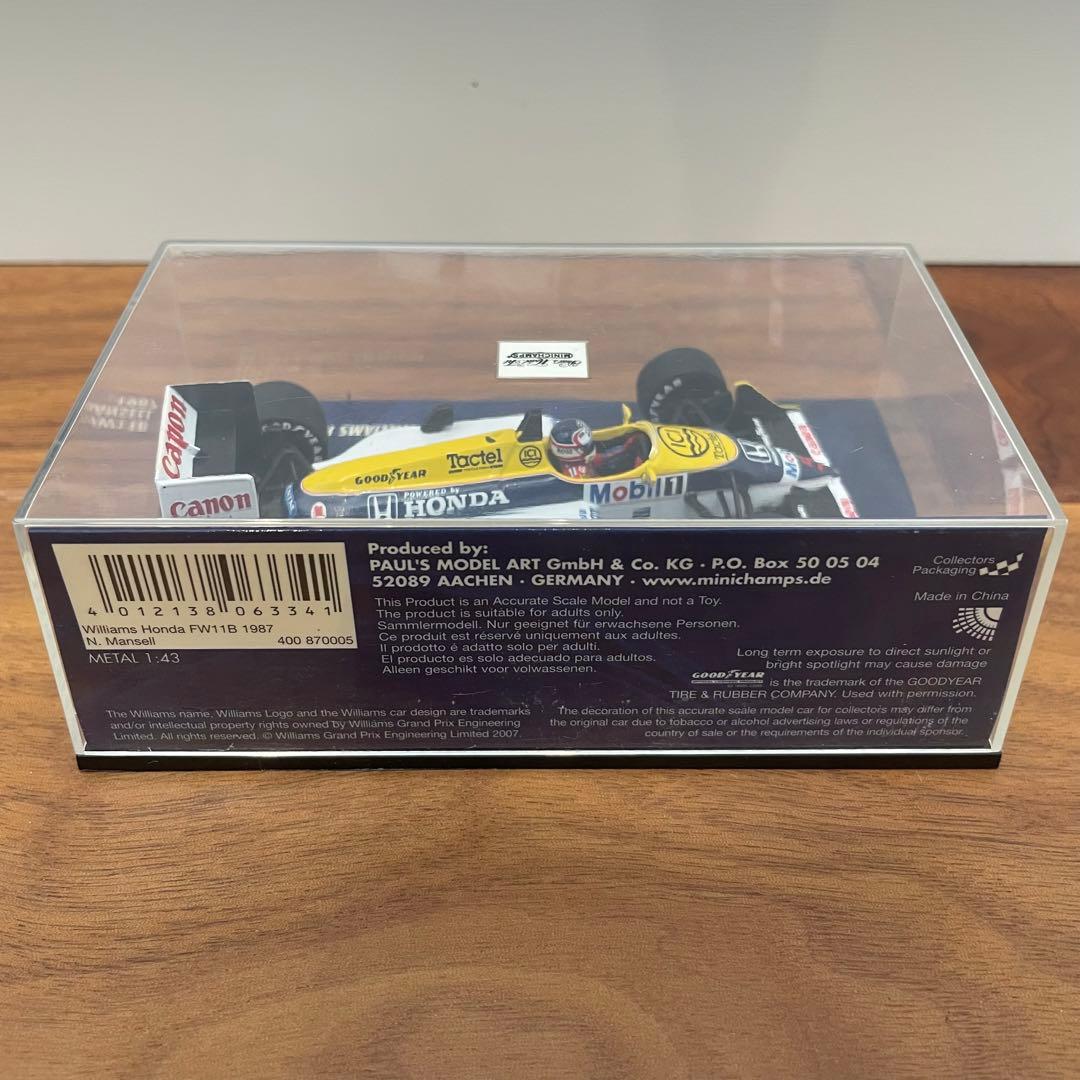 MINICHAMPS
Canon
Canon
GOODYEAR
Tactel
ICI
POWERED by
HONDA
Mobil 1
ICI
Tactel
GOODYEAR
4 012138 063341
Williams Honda FW11B 1987
N. Mansell 400 870005
METAL 1:43
Produced by:
PAUL'S MODEL ART GmbH & Co. KG · P.O. Box 50 05 04
52089 AACHEN · GERMANY · www.minichamps.de
This Product is an Accurate Scale Model and not a Toy.
The product is suitable for adults only.
Sammlermodell. Nur geeignet für erwachsene Personen.
Ce produit est réservé uniquement aux adultes.
Il prodotto é adatto solo per adulti.
El producto es solo adecuado para adultos.
Alleen geschikt voor volwassenen.
Collectors
Packaging
Made in China
Long term exposure to direct sunlight or
bright spotlight may cause damage
GOODYEAR is the trademark of the GOODYEAR
TIRE & RUBBER COMPANY. Used with permission.
The Williams name, Williams Logo and the Williams car design are trademarks
and/or intellectual property rights owned by Williams Grand Prix Engineering
Limited. All rights reserved. © Williams Grand Prix Engineering Limited 2007.
The decoration of this accurate scale model car for collectors may differ from
the original car due to tobacco or alcohol advertising laws or regulations of the
country of sale or the requirements of the individual sponsor.